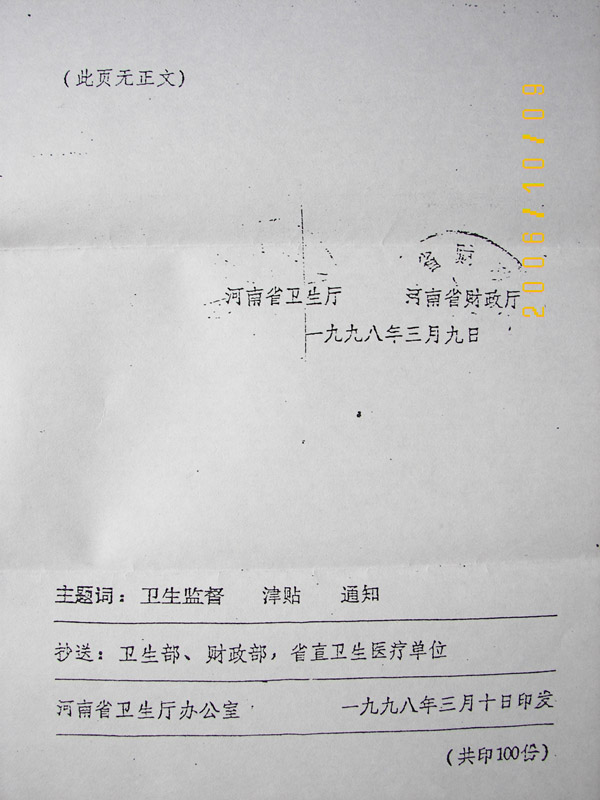 (此页无正文)
省 财
河南省卫生厅 河南省财政厅
一九九八年三月九日
主题词：卫生监督 津贴 通知
抄送：卫生部、财政部，省直卫生医疗单位
河南省卫生厅办公室 一九九八年三月十日印发
(共印100份)
2006/10/09